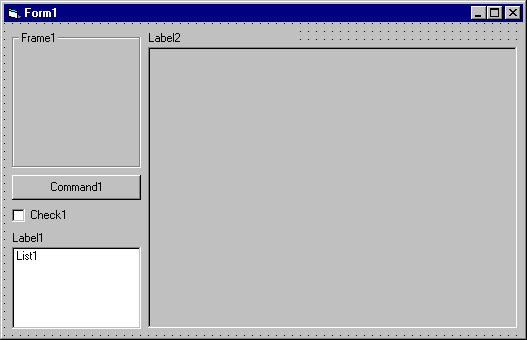 Form1
Frame1
Label2
Command1
Check1
Label1
List1